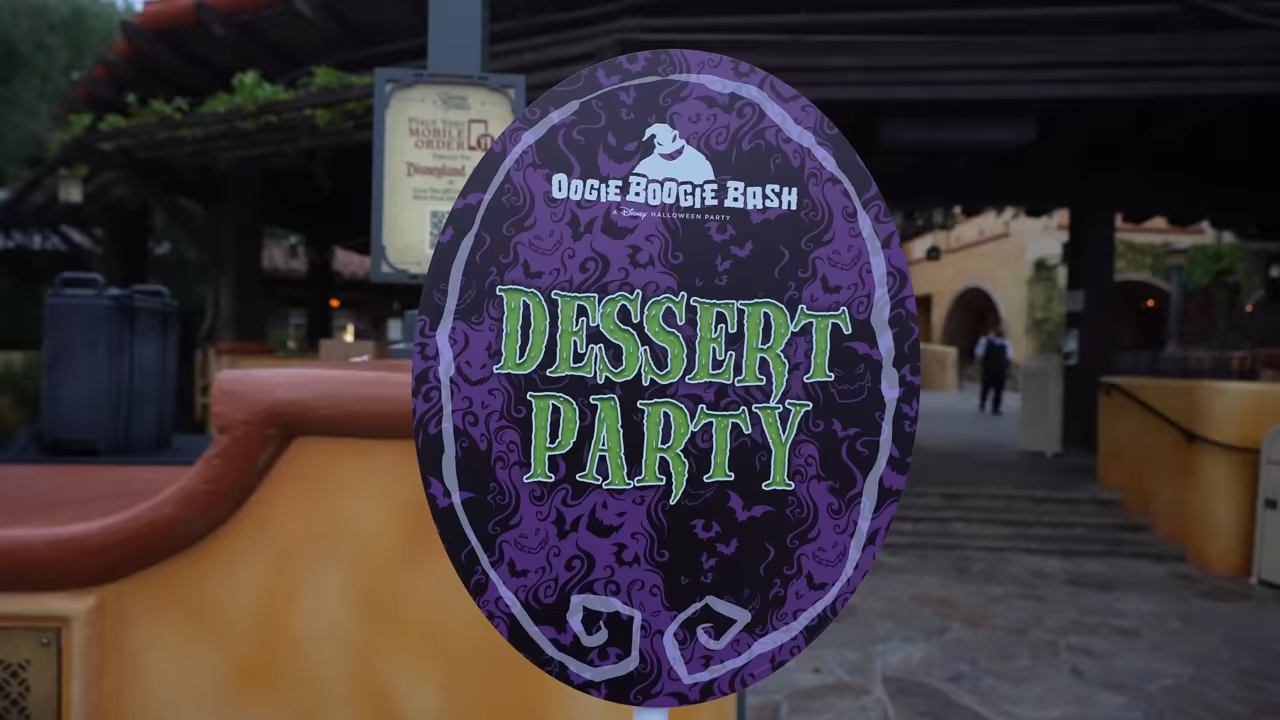 PLACE YOUR
MOBILE
ORDER
Disneyland
OOGIE BOOGIE BASH
A Disney HALLOWEEN PARTY
DESSERT
PARTY